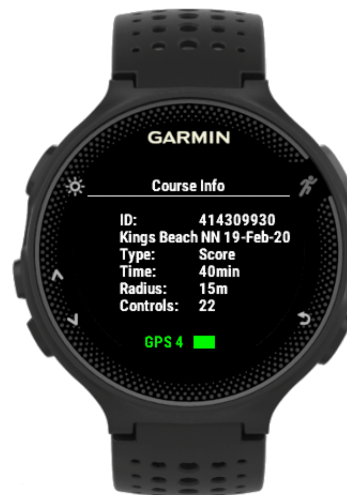 GARMIN
Course Info
ID: 414309930
Kings Beach NN 19-Feb-20
Type: Score
Time: 40min
Radius: 15m
Controls: 22
GPS 4